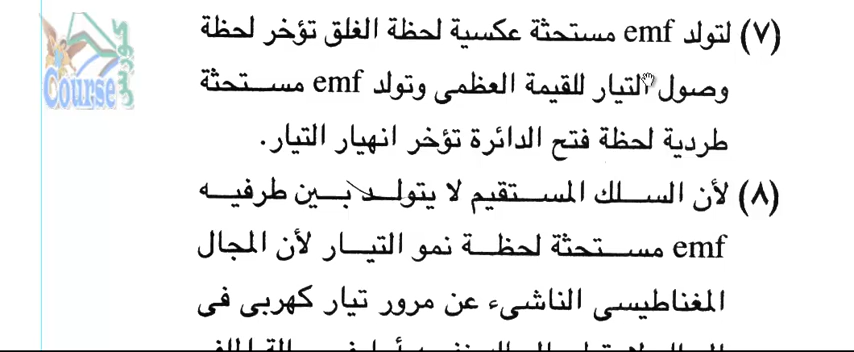 كورس
Course
(٧) لتولد emf مستحثة عكسية لحظة الغلق تؤخر لحظة
وصول التيار للقيمة العظمى وتولد emf مستحثة
طردية لحظة فتح الدائرة تؤخر انهيار التيار.
(٨) لأن السلك المستقيم لا يتولد بين طرفيه
emf مستحثة لحظة نمو التيار لأن المجال
المغناطيسى الناشىء عن مرور تيار كهربى فى